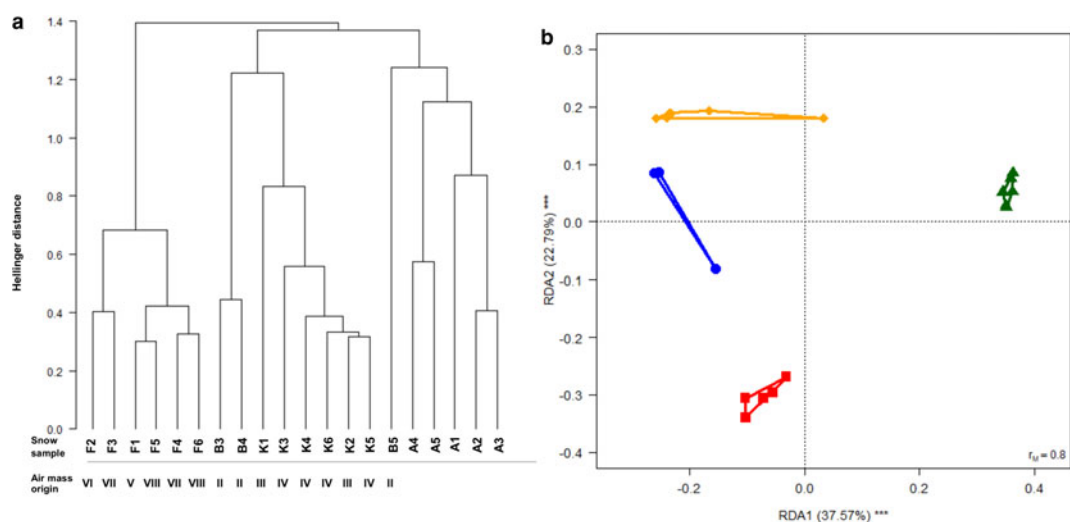 a
1.4
1.2
1.0
0.8
0.6
0.4
0.2
0.0
Hellinger distance
Snow sample F2 F3 F1 F5 F4 F6 B3 B4 K1 K3 K4 K6 K2 K5 B5 A4 A5 A1 A2 A3
Air mass origin VI VII V VIII VII VIII II II III IV IV IV III IV II
b
0.3
0.2
0.1
0.0
-0.1
-0.2
-0.3
-0.4
RDA2 (22.79%) ***
rM = 0.8
-0.2 0.0 0.2 0.4
RDA1 (37.57%) ***